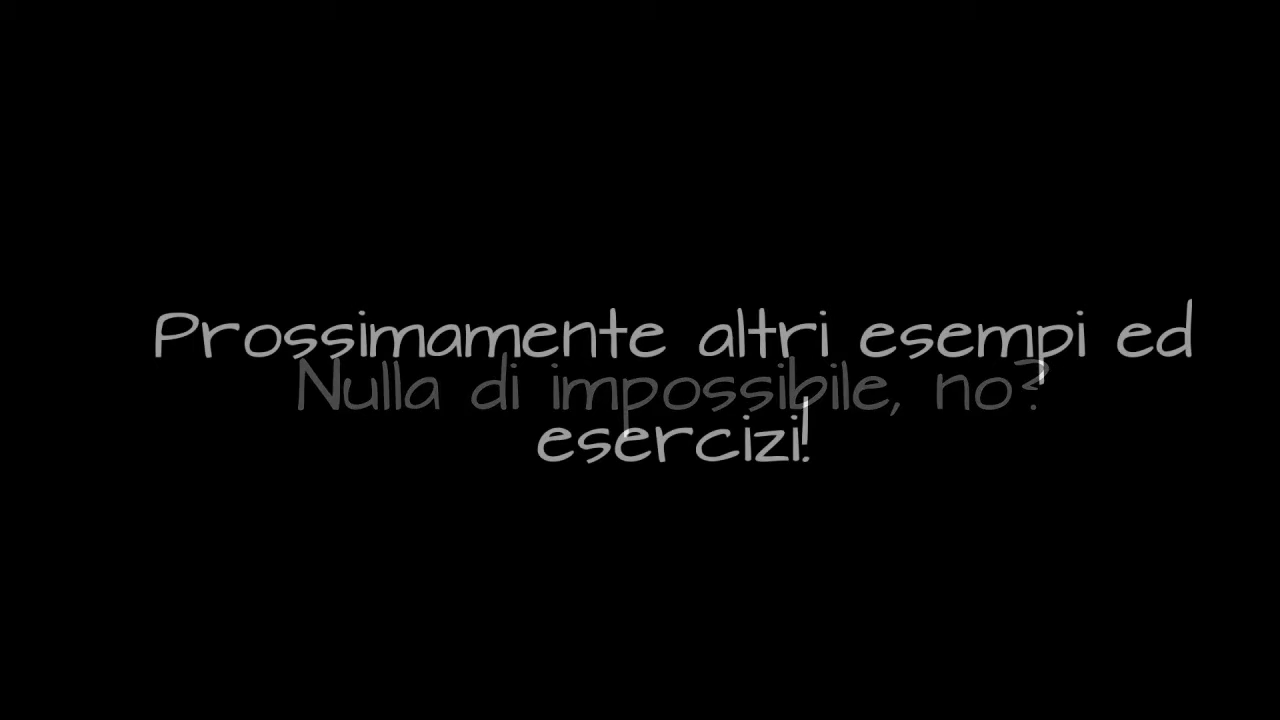 Prossimamente altri esempi ed
Nulla di impossibile, no?
esercizi!